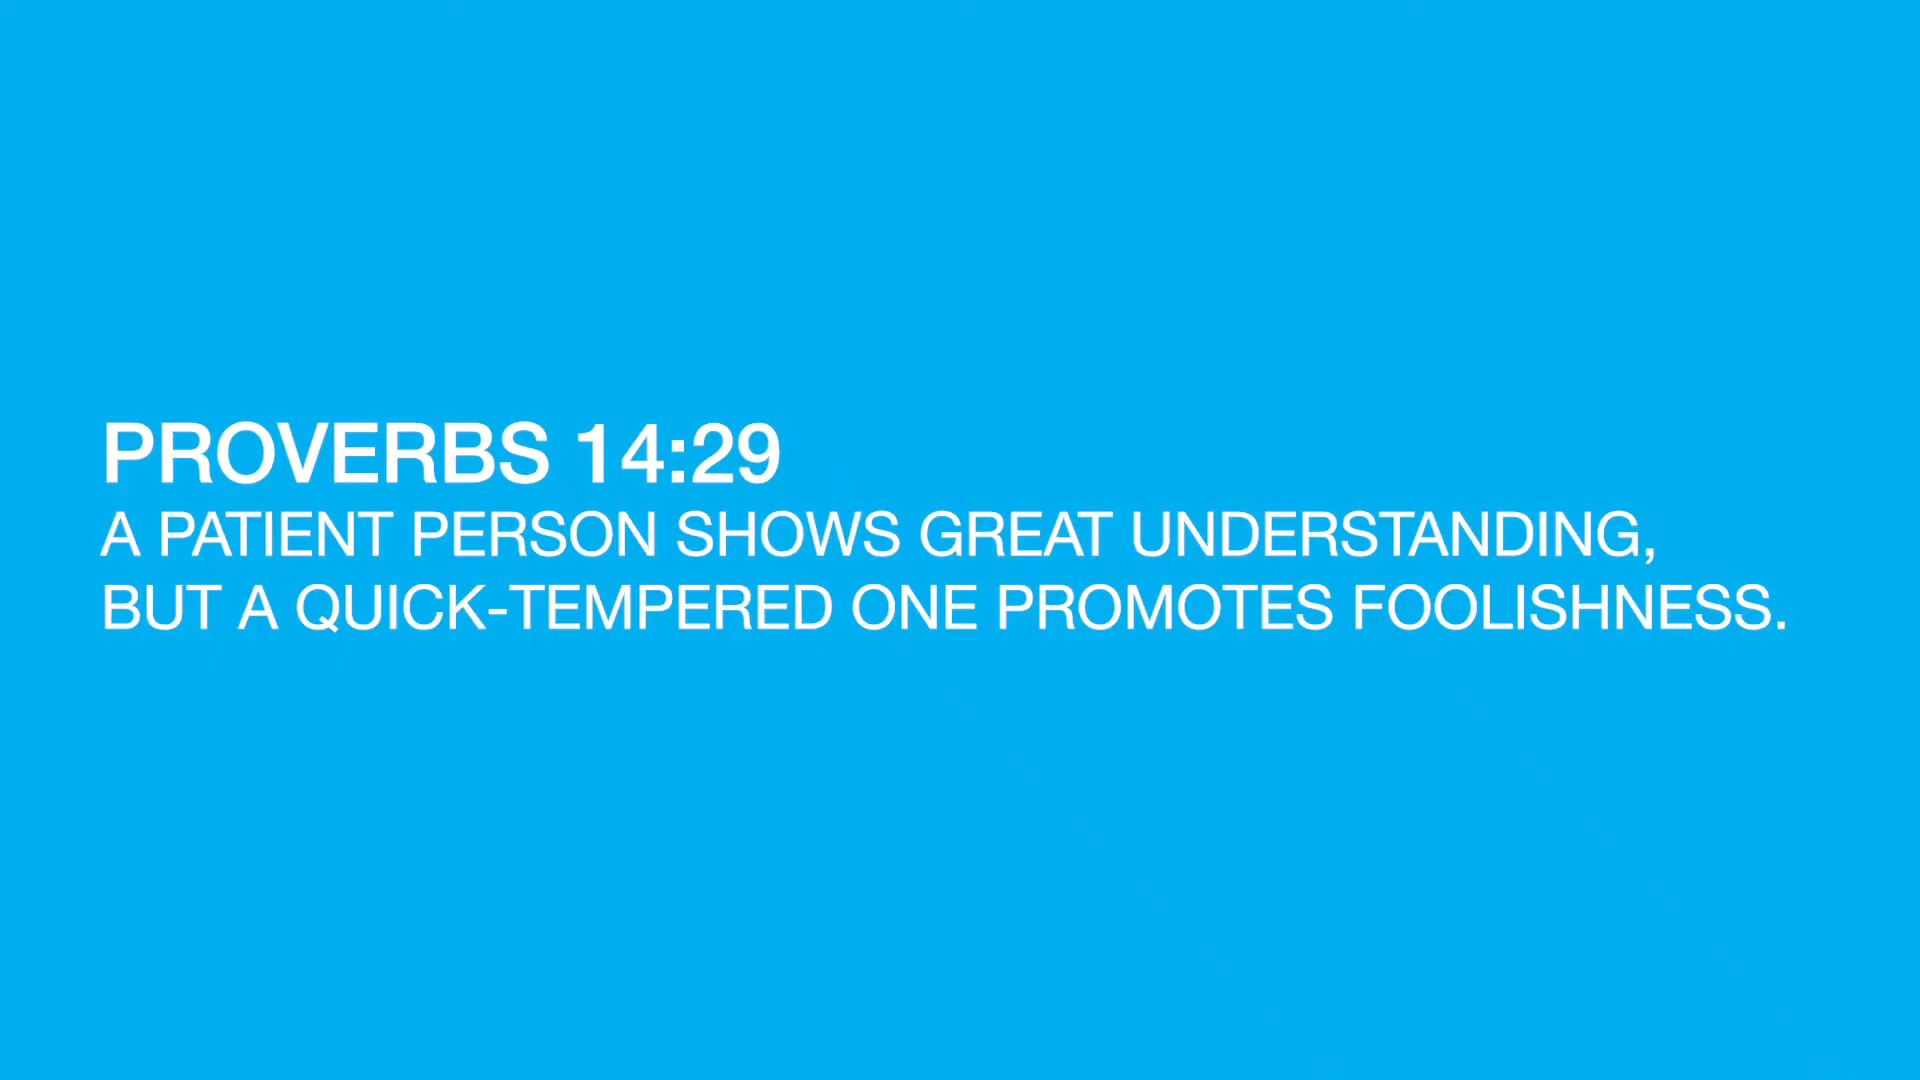 PROVERBS 14:29
A PATIENT PERSON SHOWS GREAT UNDERSTANDING,
BUT A QUICK-TEMPERED ONE PROMOTES FOOLISHNESS.